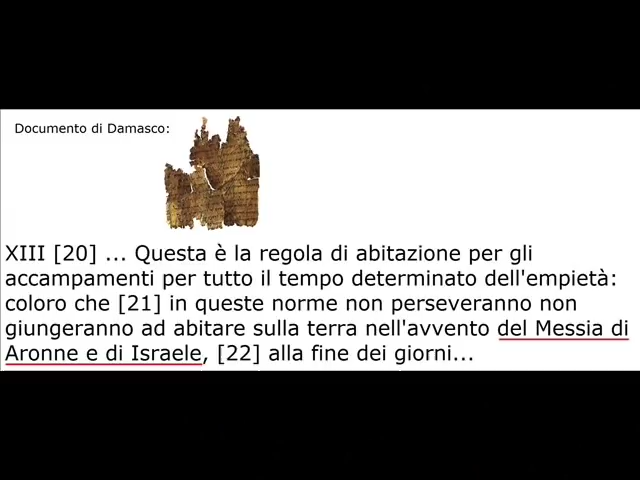 Documento di Damasco:
XIII [20] ... Questa è la regola di abitazione per gli
accampamenti per tutto il tempo determinato dell'empietà:
coloro che [21] in queste norme non perseveranno non
giungeranno ad abitare sulla terra nell'avvento del Messia di
Aronne e di Israele, [22] alla fine dei giorni...